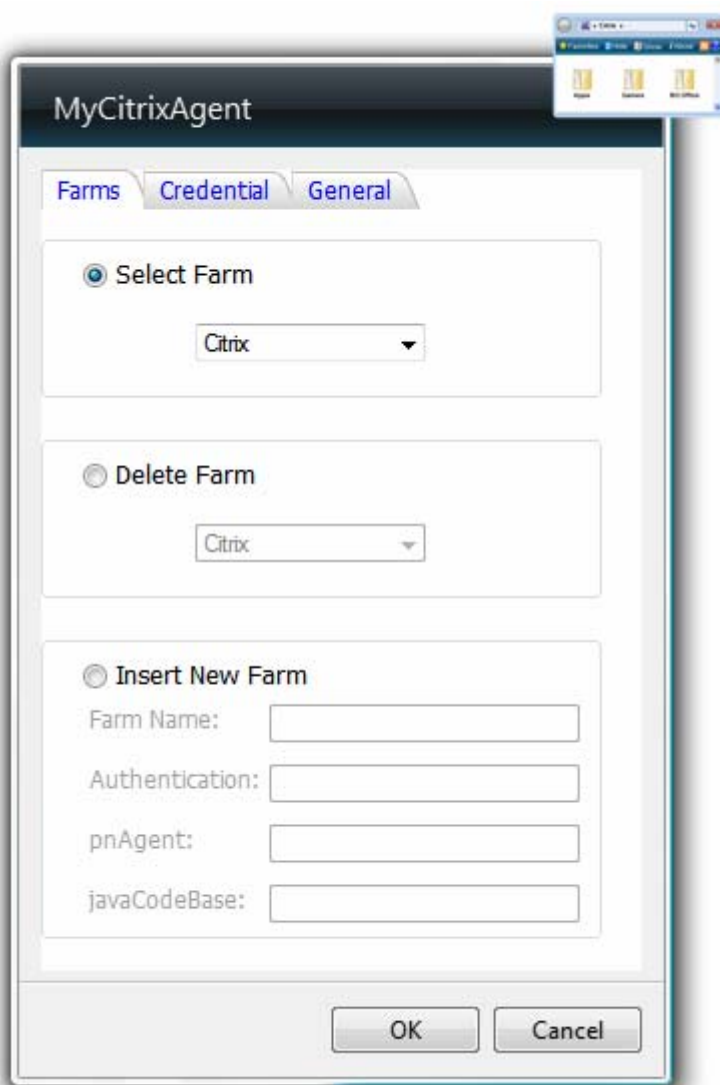 MyCitrixAgent
Farms Credential General
Select Farm
Citrix
Delete Farm
Citrix
Insert New Farm
Farm Name:
Authentication:
pnAgent:
javaCodeBase:
OK Cancel